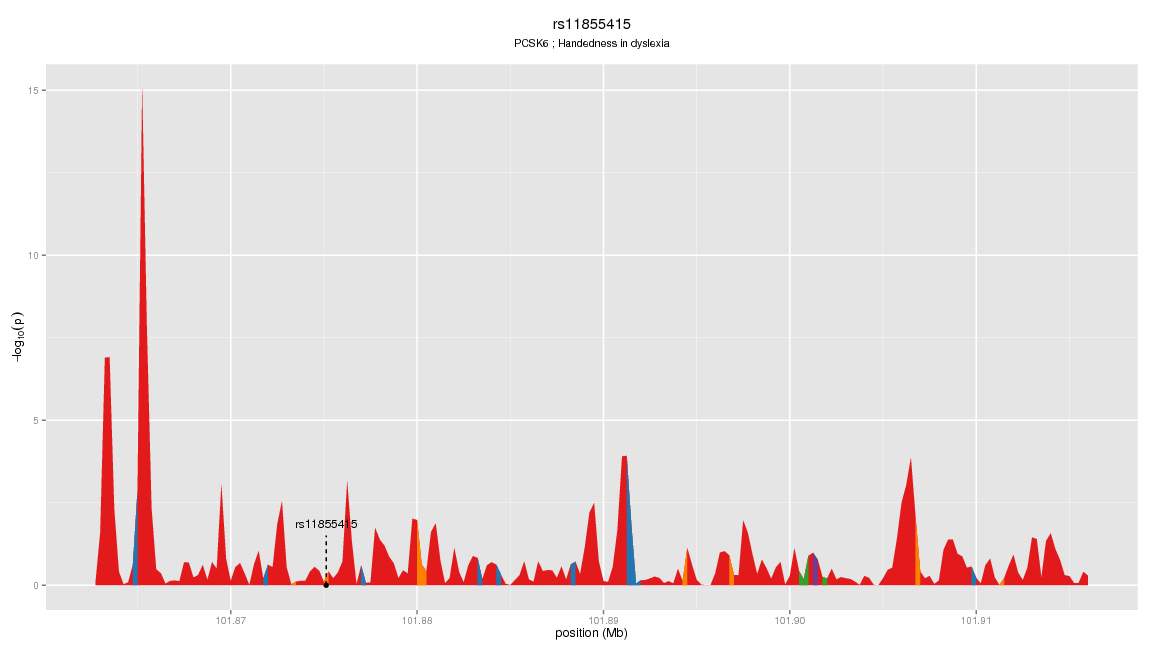 rs11855415
PCSK6 ; Handedness in dyslexia
15
10
5
0
−log10(p)
rs11855415
101.87
101.88
101.89
101.90
101.91
position (Mb)